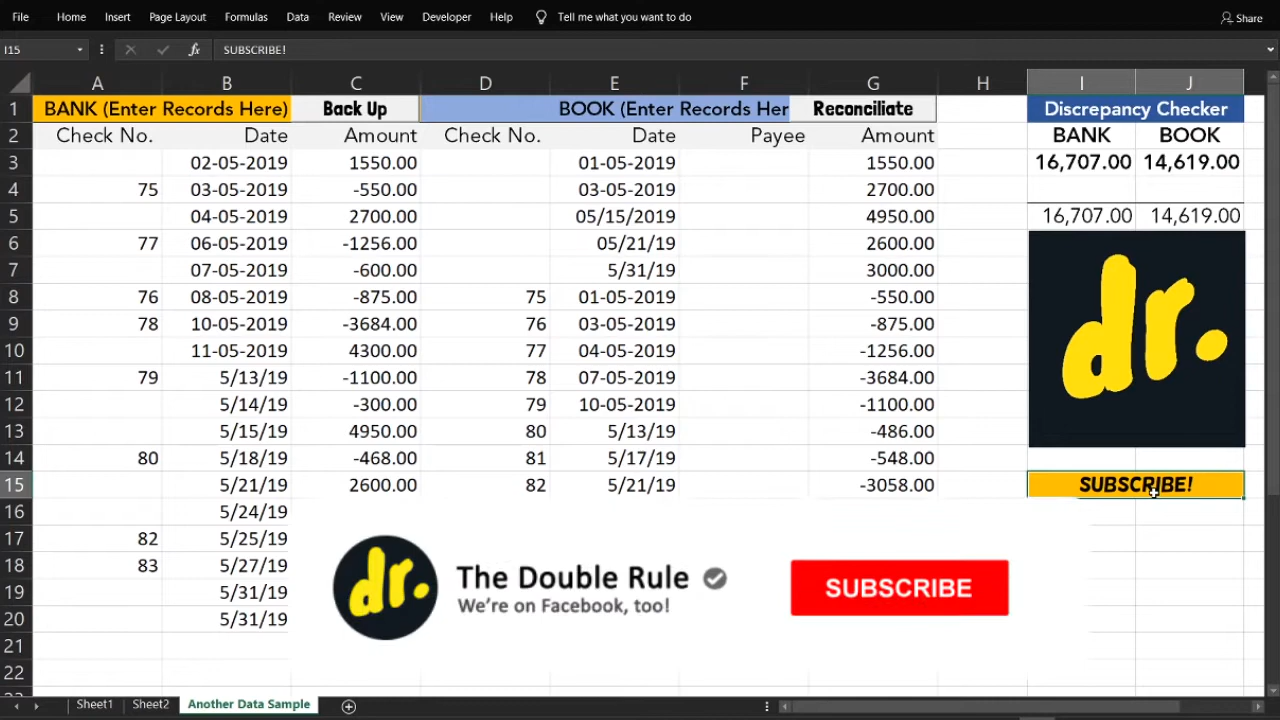 File Home Insert Page Layout Formulas Data Review View Developer Help Tell me what you want to do Share
I15 fx SUBSCRIBE!
A B C D E F G H I J
1 BANK (Enter Records Here) Back Up BOOK (Enter Records Her Reconciliate Discrepancy Checker
2 Check No. Date Amount Check No. Date Payee Amount BANK BOOK
3 02-05-2019 1550.00 01-05-2019 1550.00 16,707.00 14,619.00
4 75 03-05-2019 -550.00 03-05-2019 2700.00
5 04-05-2019 2700.00 05/15/2019 4950.00 16,707.00 14,619.00
6 77 06-05-2019 -1256.00 05/21/19 2600.00
7 07-05-2019 -600.00 5/31/19 3000.00
8 76 08-05-2019 -875.00 75 01-05-2019 -550.00
9 78 10-05-2019 -3684.00 76 03-05-2019 -875.00
10 11-05-2019 4300.00 77 04-05-2019 -1256.00
11 79 5/13/19 -1100.00 78 07-05-2019 -3684.00
12 5/14/19 -300.00 79 10-05-2019 -1100.00
13 5/15/19 4950.00 80 5/13/19 -486.00
14 80 5/18/19 -468.00 81 5/17/19 -548.00
15 5/21/19 2600.00 82 5/21/19 -3058.00 SUBSCRIBE!
16 5/24/19
17 82 5/25/19
18 83 5/27/19
19 5/31/19
20 5/31/19
21
22
23
dr.
dr. The Double Rule SUBSCRIBE
We're on Facebook, too!
Sheet1 Sheet2 Another Data Sample